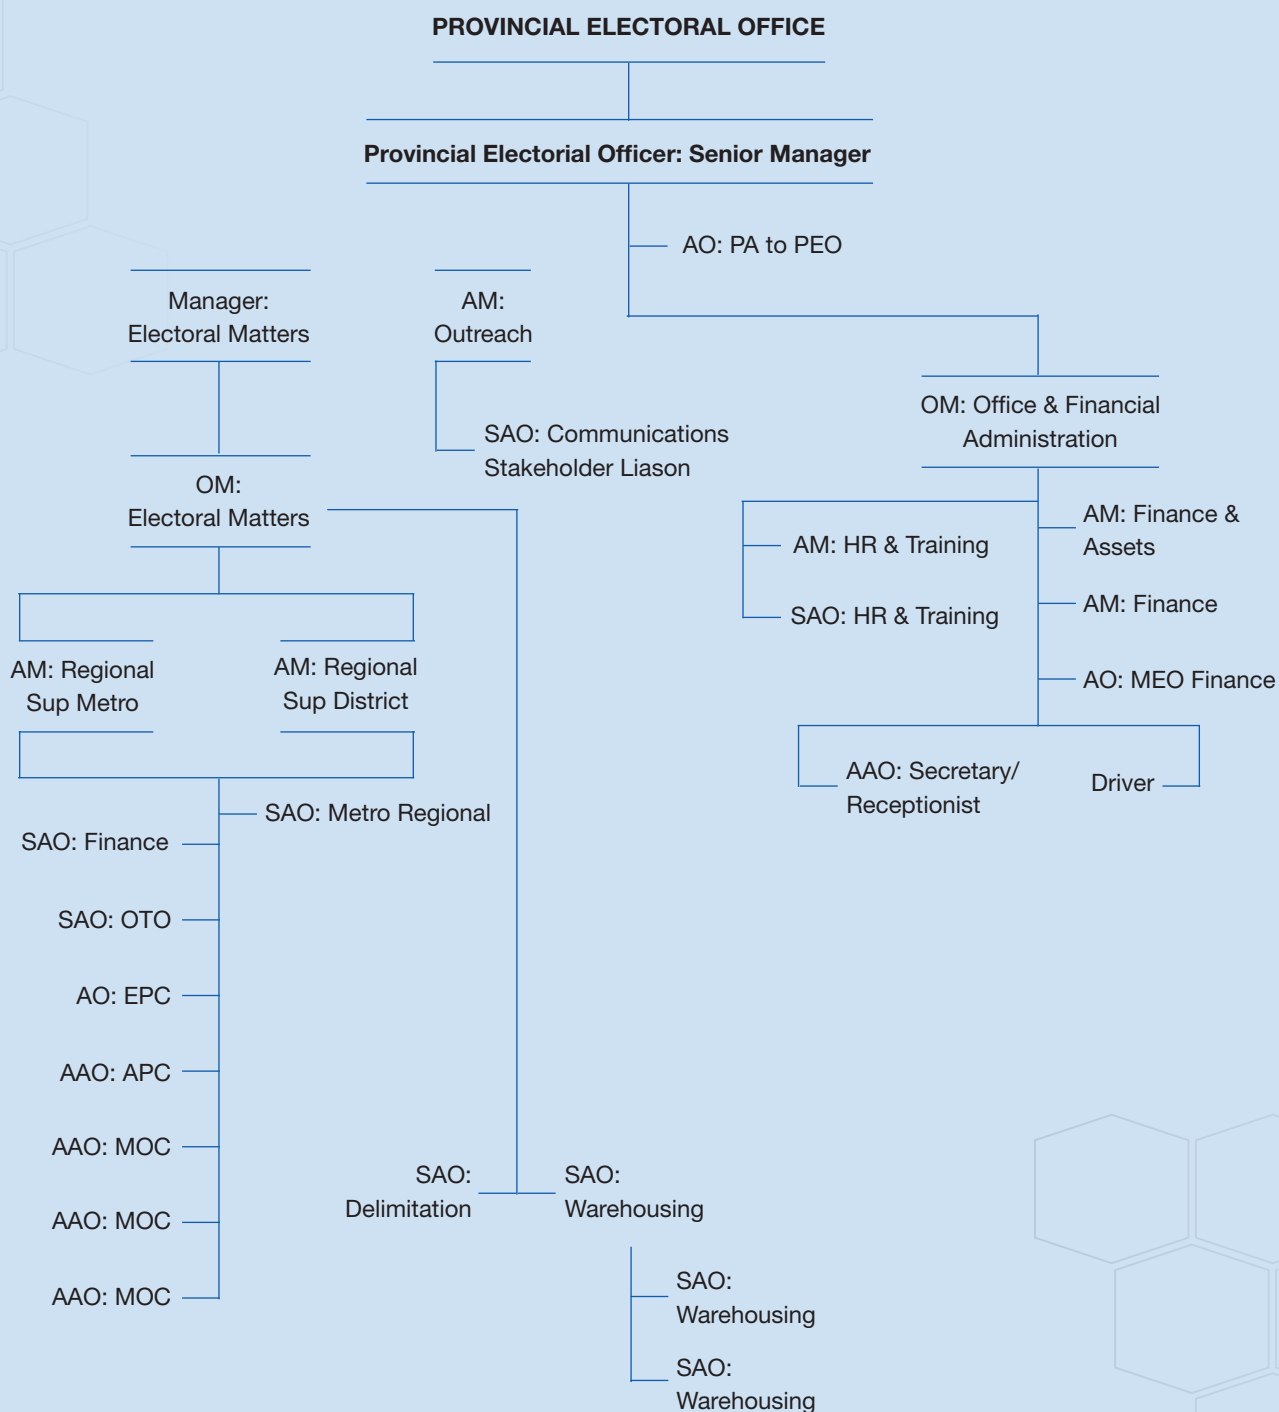 PROVINCIAL ELECTORAL OFFICE
Provincial Electorial Officer: Senior Manager
AO: PA to PEO
Manager:
Electoral Matters
AM:
Outreach
SAO: Communications
Stakeholder Liason
OM: Office & Financial
Administration
OM:
Electoral Matters
AM: HR & Training
SAO: HR & Training
AM: Finance &
Assets
AM: Finance
AO: MEO Finance
AAO: Secretary/
Receptionist
Driver
AM: Regional
Sup Metro
AM: Regional
Sup District
SAO: Metro Regional
SAO: Finance
SAO: OTO
AO: EPC
AAO: APC
AAO: MOC
AAO: MOC
AAO: MOC
SAO:
Delimitation
SAO:
Warehousing
SAO:
Warehousing
SAO:
Warehousing